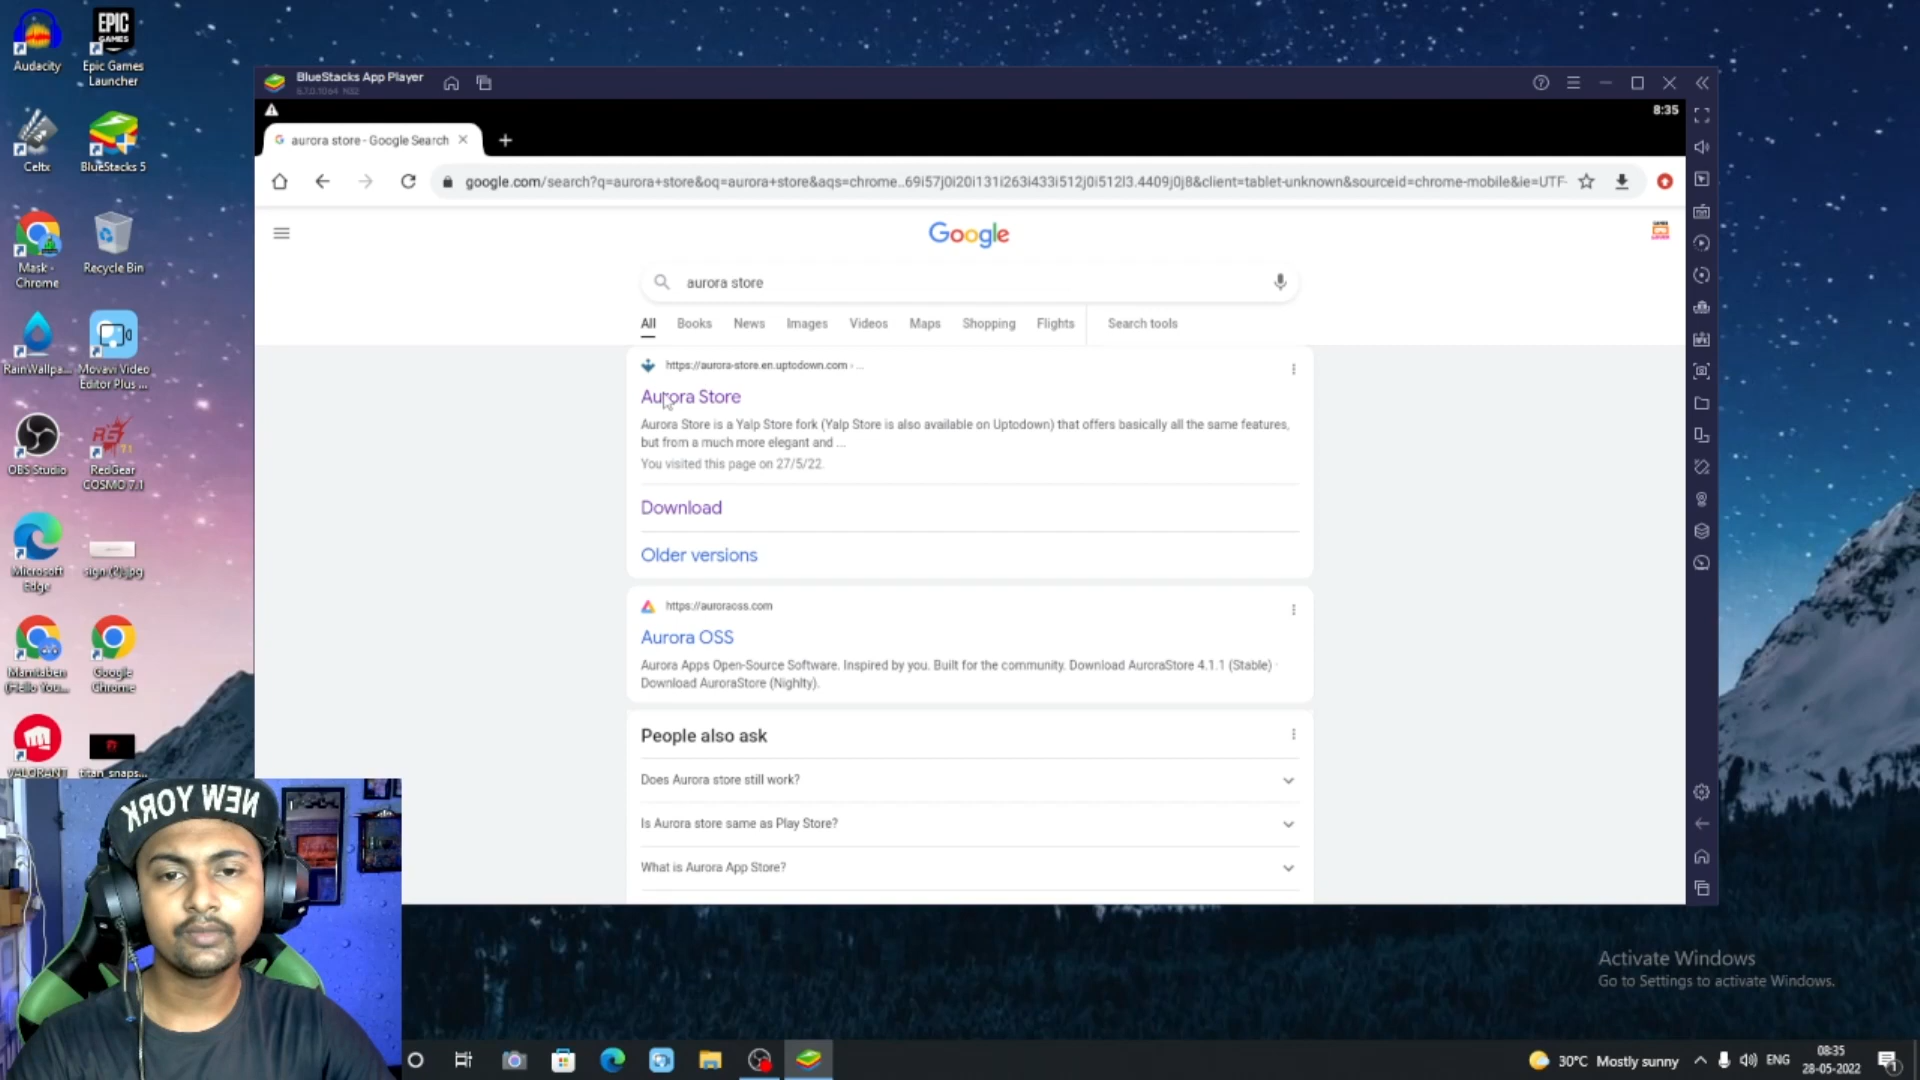 Audacity
EPIC GAMES
Epic Games Launcher
Celtx
BlueStacks 5
Mask - Chrome
Recycle Bin
RainWallpa...
Movavi Video Editor Plus ...
OBS Studio
RedGear COSMO 7.1
Microsoft Edge
Google Chrome
VALORANT
titan_snaps...
BlueStacks App Player
8:35
aurora store - Google Search
google.com/search?q=aurora+store&oq=aurora+store&aqs=chrome..69i57j0i20i131i263i433i512j0i512l3.4409j0j8&client=tablet-unknown&sourceid=chrome-mobile&ie=UTF-
Google
aurora store
All Books News Images Videos Maps Shopping Flights Search tools
https://aurora-store.en.uptodown.com › ...
Aurora Store
Aurora Store is a Yalp Store fork (Yalp Store is also available on Uptodown) that offers basically all the same features,
but from a much more elegant and ...
You visited this page on 27/5/22.
Download
Older versions
https://auroraoss.com
Aurora OSS
Aurora Apps Open-Source Software. Inspired by you. Built for the community. Download AuroraStore 4.1.1 (Stable) ·
Download AuroraStore (Nighlty).
People also ask
Does Aurora store still work?
Is Aurora store same as Play Store?
What is Aurora App Store?
NEW YORK
Activate Windows
Go to Settings to activate Windows.
30°C Mostly sunny
ENG
08:35
28-05-2022